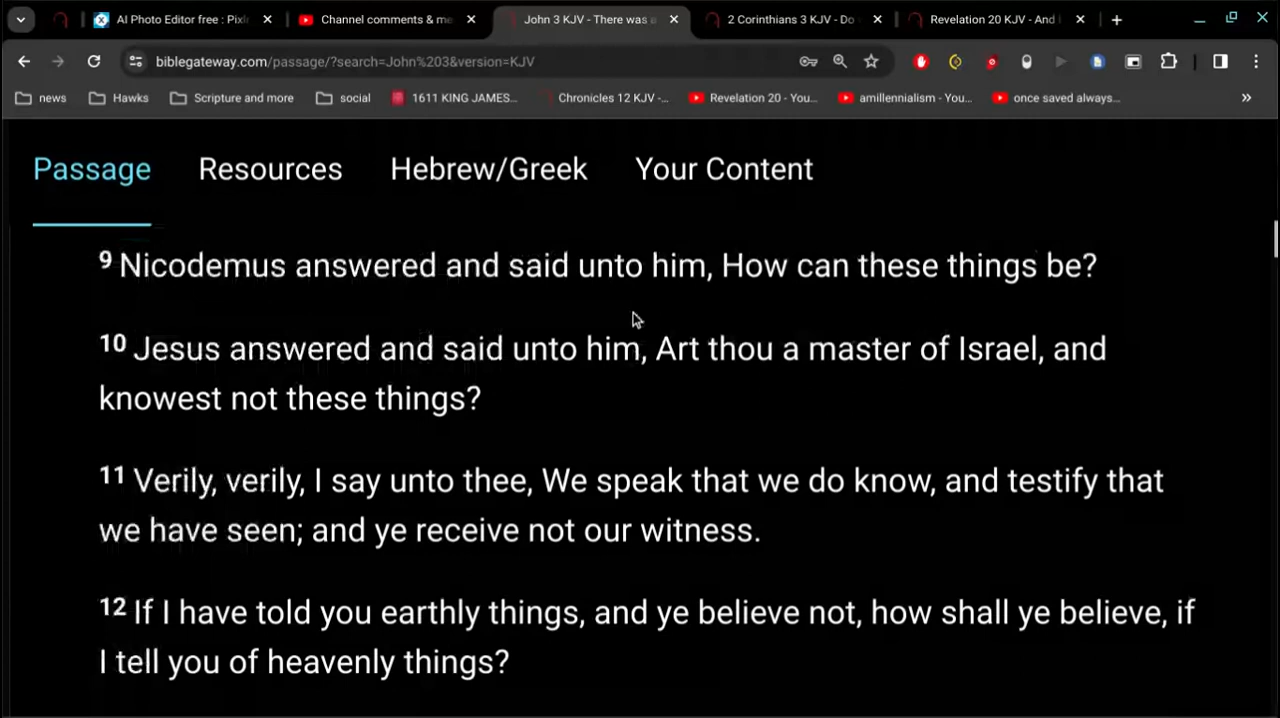 AI Photo Editor free : Pixl
Channel comments & me
John 3 KJV - There was a
2 Corinthians 3 KJV - Do
Revelation 20 KJV - And
biblegateway.com/passage/?search=John%203&version=KJV
news
Hawks
Scripture and more
social
1611 KING JAMES...
Chronicles 12 KJV -...
Revelation 20 - You...
amillennialism - You...
once saved always...
Passage
Resources
Hebrew/Greek
Your Content
9 Nicodemus answered and said unto him, How can these things be?
10 Jesus answered and said unto him, Art thou a master of Israel, and
knowest not these things?
11 Verily, verily, I say unto thee, We speak that we do know, and testify that
we have seen; and ye receive not our witness.
12 If I have told you earthly things, and ye believe not, how shall ye believe, if
I tell you of heavenly things?